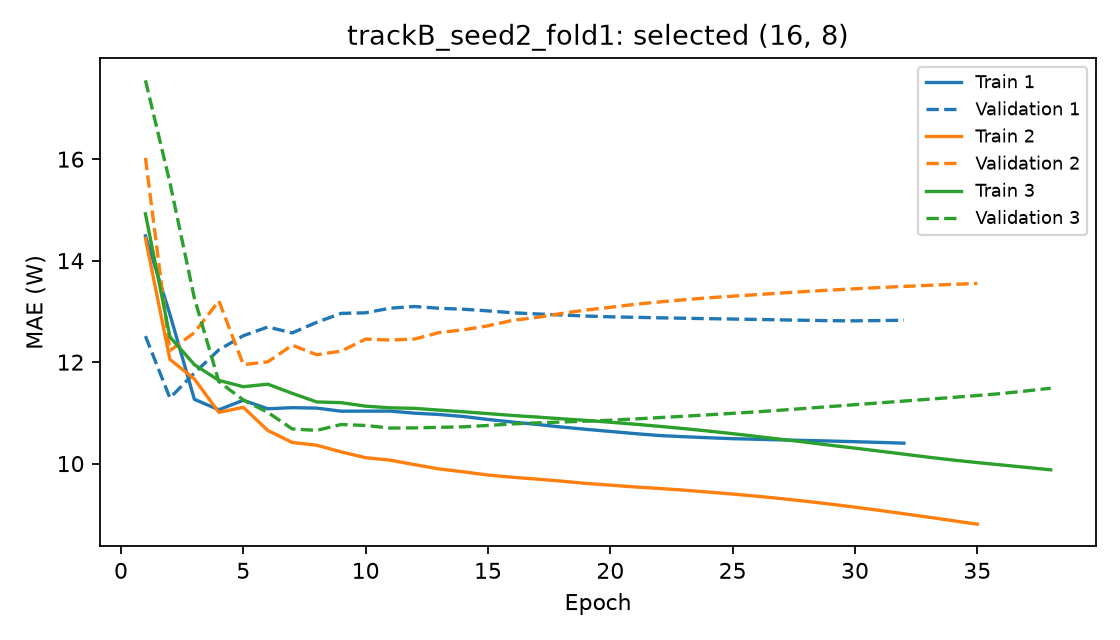 trackB_seed2_fold1: selected (16, 8)
Train 1
Validation 1
Train 2
Validation 2
Train 3
Validation 3
16
14
12
10
MAE (W)
0 5 10 15 20 25 30 35
Epoch